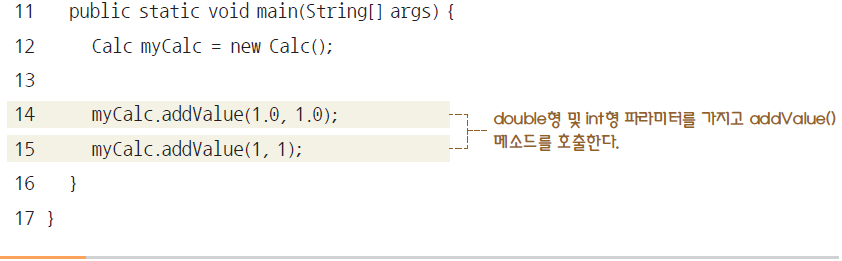 11 public static void main(String[] args) {
12 Calc myCalc = new Calc();
13
14 myCalc.addValue(1.0, 1.0);
15 myCalc.addValue(1, 1);
double형 및 int형 파라미터를 가지고 addValue()
메소드를 호출한다.
16 }
17 }